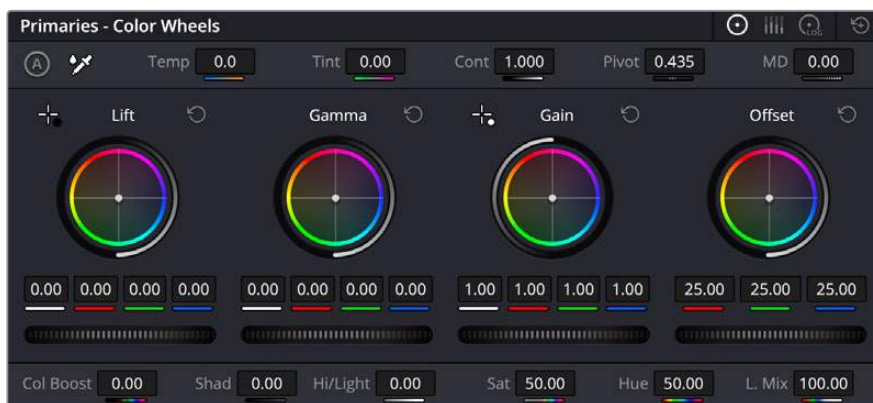 Primaries - Color Wheels
LOG
A Temp 0.0 Tint 0.00 Cont 1.000 Pivot 0.435 MD 0.00
Lift Gamma Gain Offset
0.00 0.00 0.00 0.00 0.00 0.00 0.00 0.00 1.00 1.00 1.00 1.00 25.00 25.00 25.00
Col Boost 0.00 Shad 0.00 Hi/Light 0.00 Sat 50.00 Hue 50.00 L. Mix 100.00